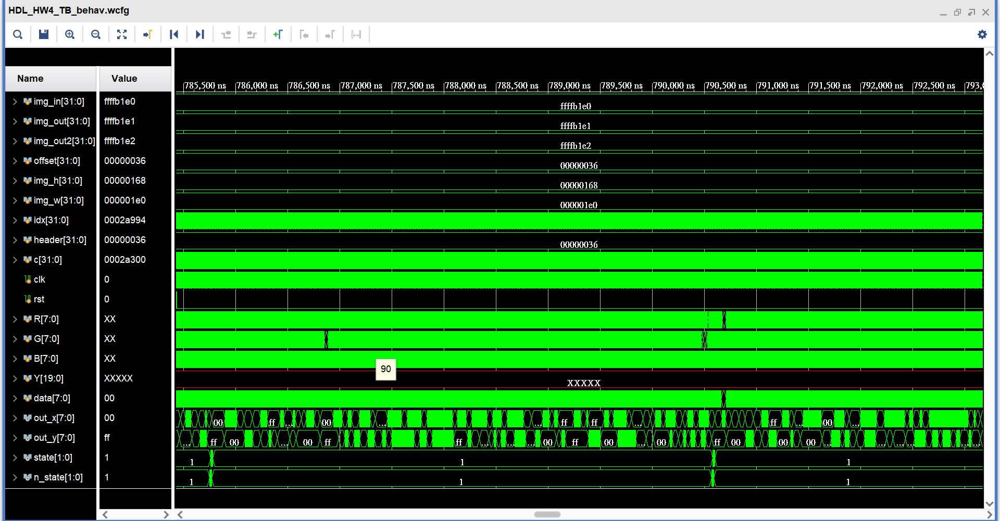 HDL_HW4_TB_behav.wcfg
785,500 ns 786,000 ns 786,500 ns 787,000 ns 787,500 ns 788,000 ns 788,500 ns 789,000 ns 789,500 ns 790,000 ns 790,500 ns 791,000 ns 791,500 ns 792,000 ns 792,500 ns 793,0
Name Value
img_in[31:0] ffffb1e0 ffffb1e0
img_out[31:0] ffffb1e1 ffffb1e1
img_out2[31:0] ffffb1e2 ffffb1e2
offset[31:0] 00000036 00000036
img_h[31:0] 00000168 00000168
img_w[31:0] 000001e0 000001e0
idx[31:0] 0002a994
header[31:0] 00000036 00000036
c[31:0] 0002a300
clk 0
rst 0
R[7:0] XX
G[7:0] XX
B[7:0] XX
90
Y[19:0] XXXXX XXXXX
data[7:0] 00
out_x[7:0] 00 00 ff ... 00 ... ... ff ff ... ff ... 00 ...
out_y[7:0] ff ... ff 00 ... 00 ff ff ... ... ... 00 ff 00 ... 00 ff 00 00 00 ... ... ... ... ... ...
state[1:0] 1 1 1 1
n_state[1:0] 1 1 1 1